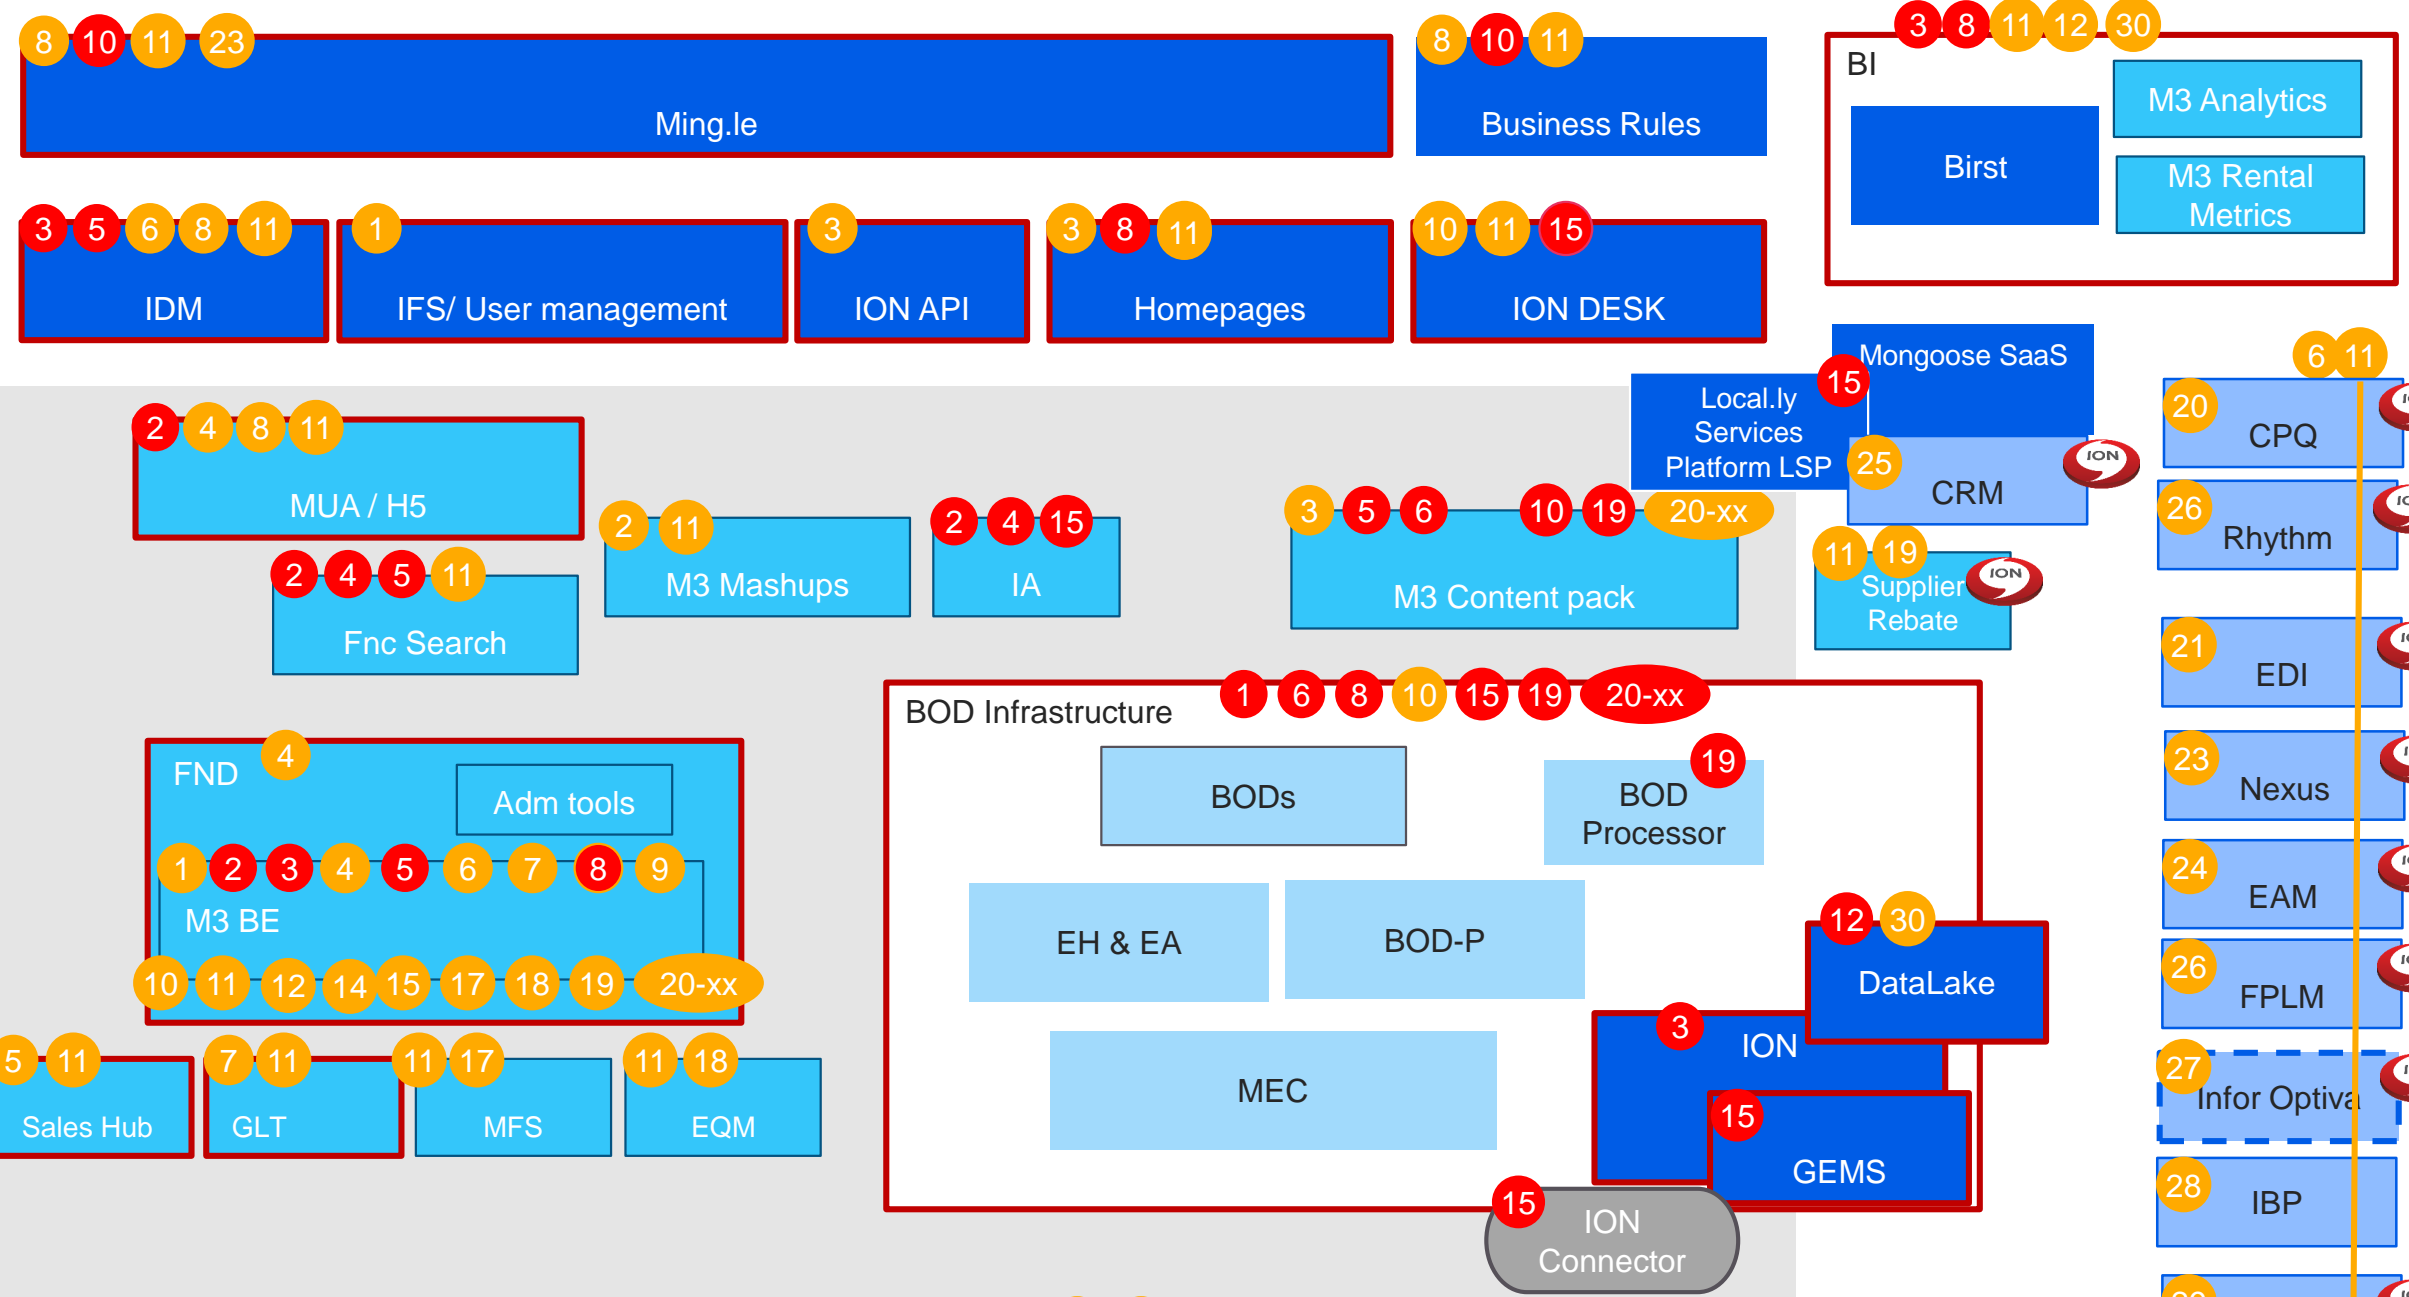 8 10 11 23
Ming.le
8 10 11
Business Rules
3 8 11 12 30
BI
M3 Analytics
Birst
M3 Rental
Metrics
3 5 6 8 11
IDM
1
IFS/ User management
3
ION API
3 8 11
Homepages
10 11 15
ION DESK
Mongoose SaaS
15
Local.ly
Services
Platform LSP
25
CRM
ION
11 19
Supplier
Rebate
ION
2 4 8 11
MUA / H5
2 4 5 11
Fnc Search
2 11
M3 Mashups
2 4 15
IA
3 5 6 10 19 20-xx
M3 Content pack
4
FND
Adm tools
1 2 3 4 5 6 7 8 9
M3 BE
10 11 12 14 15 17 18 19 20-xx
5 11
Sales Hub
7 11
GLT
11 17
MFS
11 18
EQM
BOD Infrastructure
1 6 8 10 15 19 20-xx
BODs
19
BOD
Processor
EH & EA
BOD-P
MEC
12 30
DataLake
3
ION
15
GEMS
15
ION
Connector
6 11
20
CPQ
26
Rhythm
21
EDI
23
Nexus
24
EAM
26
FPLM
27
Infor Optiva
28
IBP